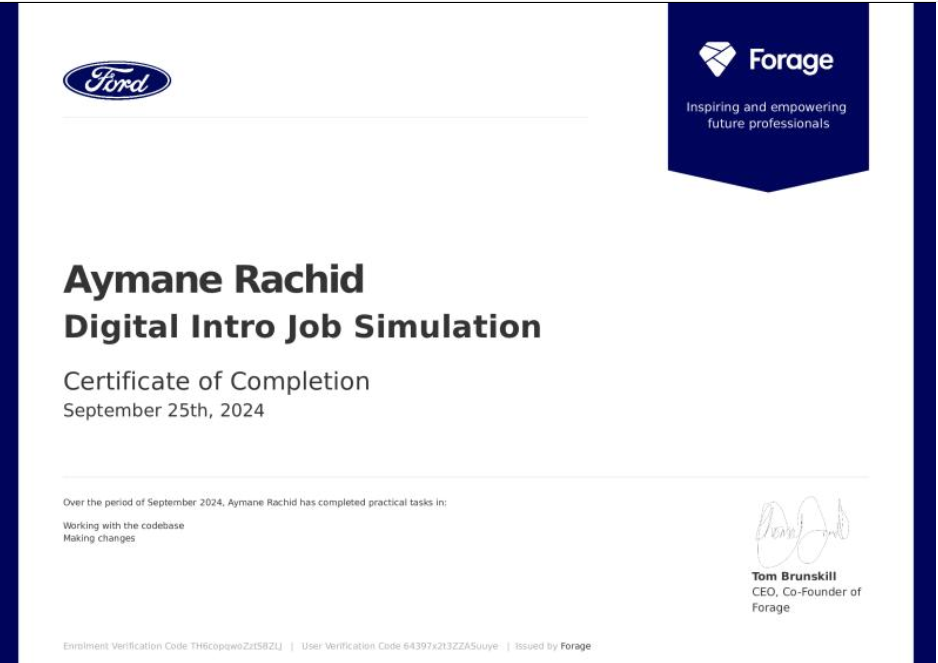 Ford
Forage
Inspiring and empowering
future professionals
Aymane Rachid
Digital Intro Job Simulation
Certificate of Completion
September 25th, 2024
Over the period of September 2024, Aymane Rachid has completed practical tasks in:
Working with the codebase
Making changes
Tom Brunskill
CEO, Co-Founder of
Forage
Enrolment Verification Code | User Verification Code | Issued by Forage